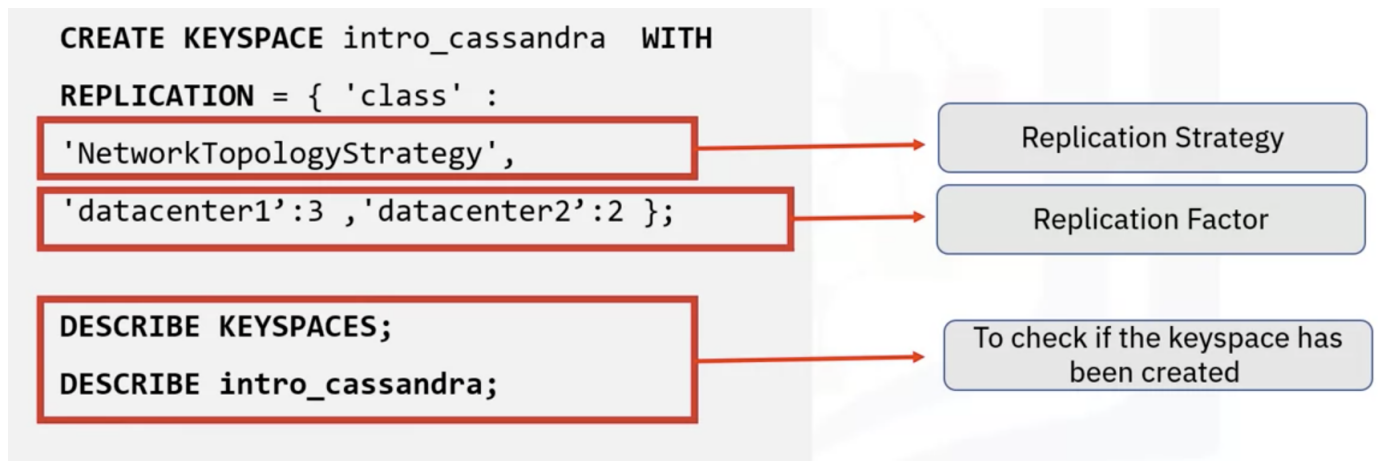 CREATE KEYSPACE intro_cassandra WITH
REPLICATION = { 'class' :
'NetworkTopologyStrategy',
'datacenter1’:3 ,'datacenter2’:2 };
DESCRIBE KEYSPACES;
DESCRIBE intro_cassandra;
Replication Strategy
Replication Factor
To check if the keyspace has
been created